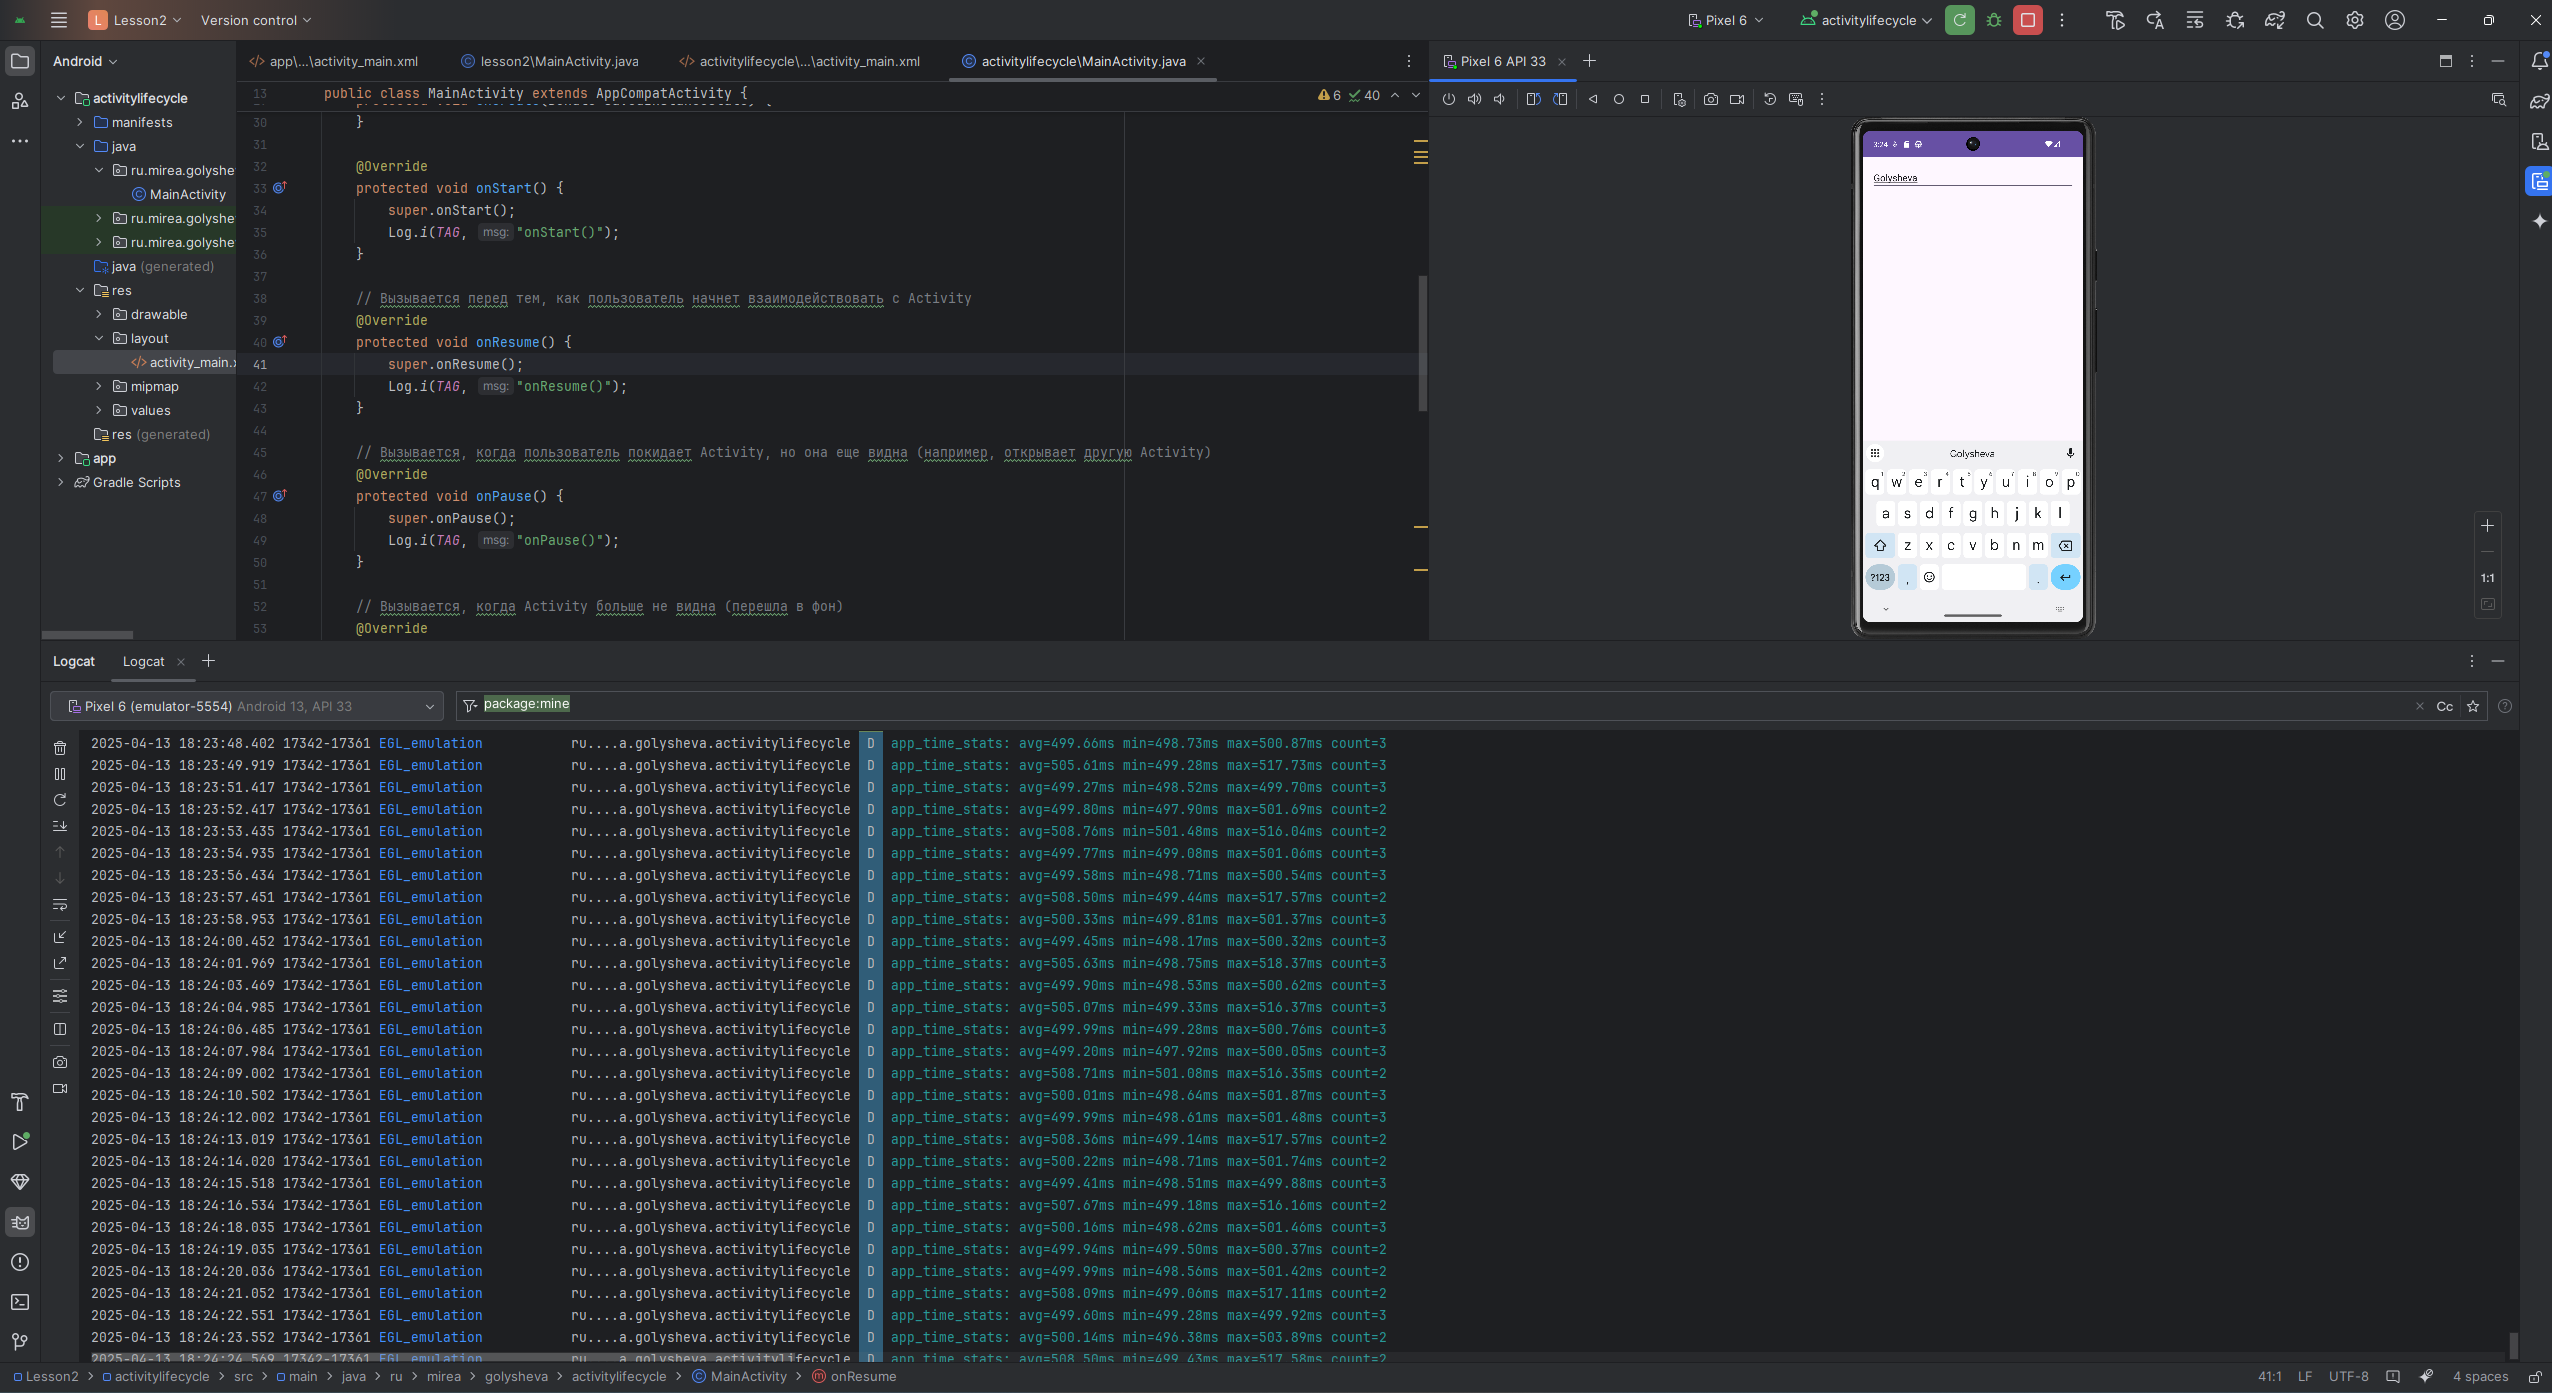 L Lesson2 Version control Pixel 6 activitylifecycle
Android
app\...\activity_main.xml lesson2\MainActivity.java activitylifecycle\...\activity_main.xml activitylifecycle\MainActivity.java
Pixel 6 API 33
activitylifecycle
manifests
java
ru.mirea.golyshe
MainActivity
ru.mirea.golyshe
ru.mirea.golyshe
java (generated)
res
drawable
layout
activity_main.x
mipmap
values
res (generated)
app
Gradle Scripts
13 public class MainActivity extends AppCompatActivity {
6 40
30 }
31
32 @Override
33 protected void onStart() {
34 super.onStart();
35 Log.i(TAG, msg: "onStart()");
36 }
37
38 // Вызывается перед тем, как пользователь начнет взаимодействовать с Activity
39 @Override
40 protected void onResume() {
41 super.onResume();
42 Log.i(TAG, msg: "onResume()");
43 }
44
45 // Вызывается, когда пользователь покидает Activity, но она еще видна (например, открывает другую Activity)
46 @Override
47 protected void onPause() {
48 super.onPause();
49 Log.i(TAG, msg: "onPause()");
50 }
51
52 // Вызывается, когда Activity больше не видна (перешла в фон)
53 @Override
3:24
Golysheva
Golysheva
q1 w2 e3 r4 t5 y6 u7 i8 o9 p0
a s d f g h j k l
z x c v b n m
?123 , .
1:1
Logcat Logcat
Pixel 6 (emulator-5554) Android 13, API 33
package:mine
Cc
2025-04-13 18:23:48.402 17342-17361 EGL_emulation ru....a.golysheva.activitylifecycle D app_time_stats: avg=499.66ms min=498.73ms max=500.87ms count=3
2025-04-13 18:23:49.919 17342-17361 EGL_emulation ru....a.golysheva.activitylifecycle D app_time_stats: avg=505.61ms min=499.28ms max=517.73ms count=3
2025-04-13 18:23:51.417 17342-17361 EGL_emulation ru....a.golysheva.activitylifecycle D app_time_stats: avg=499.27ms min=498.52ms max=499.70ms count=3
2025-04-13 18:23:52.417 17342-17361 EGL_emulation ru....a.golysheva.activitylifecycle D app_time_stats: avg=499.80ms min=497.90ms max=501.69ms count=2
2025-04-13 18:23:53.435 17342-17361 EGL_emulation ru....a.golysheva.activitylifecycle D app_time_stats: avg=508.76ms min=501.48ms max=516.04ms count=2
2025-04-13 18:23:54.935 17342-17361 EGL_emulation ru....a.golysheva.activitylifecycle D app_time_stats: avg=499.77ms min=499.08ms max=501.06ms count=3
2025-04-13 18:23:56.434 17342-17361 EGL_emulation ru....a.golysheva.activitylifecycle D app_time_stats: avg=499.58ms min=498.71ms max=500.54ms count=3
2025-04-13 18:23:57.451 17342-17361 EGL_emulation ru....a.golysheva.activitylifecycle D app_time_stats: avg=508.50ms min=499.44ms max=517.57ms count=2
2025-04-13 18:23:58.953 17342-17361 EGL_emulation ru....a.golysheva.activitylifecycle D app_time_stats: avg=500.33ms min=499.81ms max=501.37ms count=3
2025-04-13 18:24:00.452 17342-17361 EGL_emulation ru....a.golysheva.activitylifecycle D app_time_stats: avg=499.45ms min=498.17ms max=500.32ms count=3
2025-04-13 18:24:01.969 17342-17361 EGL_emulation ru....a.golysheva.activitylifecycle D app_time_stats: avg=505.63ms min=498.75ms max=518.37ms count=3
2025-04-13 18:24:03.469 17342-17361 EGL_emulation ru....a.golysheva.activitylifecycle D app_time_stats: avg=499.90ms min=498.53ms max=500.62ms count=3
2025-04-13 18:24:04.985 17342-17361 EGL_emulation ru....a.golysheva.activitylifecycle D app_time_stats: avg=505.07ms min=499.33ms max=516.37ms count=3
2025-04-13 18:24:06.485 17342-17361 EGL_emulation ru....a.golysheva.activitylifecycle D app_time_stats: avg=499.99ms min=499.28ms max=500.76ms count=3
2025-04-13 18:24:07.984 17342-17361 EGL_emulation ru....a.golysheva.activitylifecycle D app_time_stats: avg=499.20ms min=497.92ms max=500.05ms count=3
2025-04-13 18:24:09.002 17342-17361 EGL_emulation ru....a.golysheva.activitylifecycle D app_time_stats: avg=508.71ms min=501.08ms max=516.35ms count=2
2025-04-13 18:24:10.502 17342-17361 EGL_emulation ru....a.golysheva.activitylifecycle D app_time_stats: avg=500.01ms min=498.64ms max=501.87ms count=3
2025-04-13 18:24:12.002 17342-17361 EGL_emulation ru....a.golysheva.activitylifecycle D app_time_stats: avg=499.99ms min=498.61ms max=501.48ms count=3
2025-04-13 18:24:13.019 17342-17361 EGL_emulation ru....a.golysheva.activitylifecycle D app_time_stats: avg=508.36ms min=499.14ms max=517.57ms count=2
2025-04-13 18:24:14.020 17342-17361 EGL_emulation ru....a.golysheva.activitylifecycle D app_time_stats: avg=500.22ms min=498.71ms max=501.74ms count=2
2025-04-13 18:24:15.518 17342-17361 EGL_emulation ru....a.golysheva.activitylifecycle D app_time_stats: avg=499.41ms min=498.51ms max=499.88ms count=3
2025-04-13 18:24:16.534 17342-17361 EGL_emulation ru....a.golysheva.activitylifecycle D app_time_stats: avg=507.67ms min=499.18ms max=516.16ms count=2
2025-04-13 18:24:18.035 17342-17361 EGL_emulation ru....a.golysheva.activitylifecycle D app_time_stats: avg=500.16ms min=498.62ms max=501.46ms count=3
2025-04-13 18:24:19.035 17342-17361 EGL_emulation ru....a.golysheva.activitylifecycle D app_time_stats: avg=499.94ms min=499.50ms max=500.37ms count=2
2025-04-13 18:24:20.036 17342-17361 EGL_emulation ru....a.golysheva.activitylifecycle D app_time_stats: avg=499.99ms min=498.56ms max=501.42ms count=2
2025-04-13 18:24:21.052 17342-17361 EGL_emulation ru....a.golysheva.activitylifecycle D app_time_stats: avg=508.09ms min=499.06ms max=517.11ms count=2
2025-04-13 18:24:22.551 17342-17361 EGL_emulation ru....a.golysheva.activitylifecycle D app_time_stats: avg=499.60ms min=499.28ms max=499.92ms count=3
2025-04-13 18:24:23.552 17342-17361 EGL_emulation ru....a.golysheva.activitylifecycle D app_time_stats: avg=500.14ms min=496.38ms max=503.89ms count=2
2025-04-13 18:24:24.569 17342-17361 EGL_emulation ru....a.golysheva.activitylifecycle D app_time_stats: avg=508.50ms min=499.43ms max=517.58ms count=2
Lesson2 > activitylifecycle > src > main > java > ru > mirea > golysheva > activitylifecycle > MainActivity > onResume
41:1 LF UTF-8 4 spaces